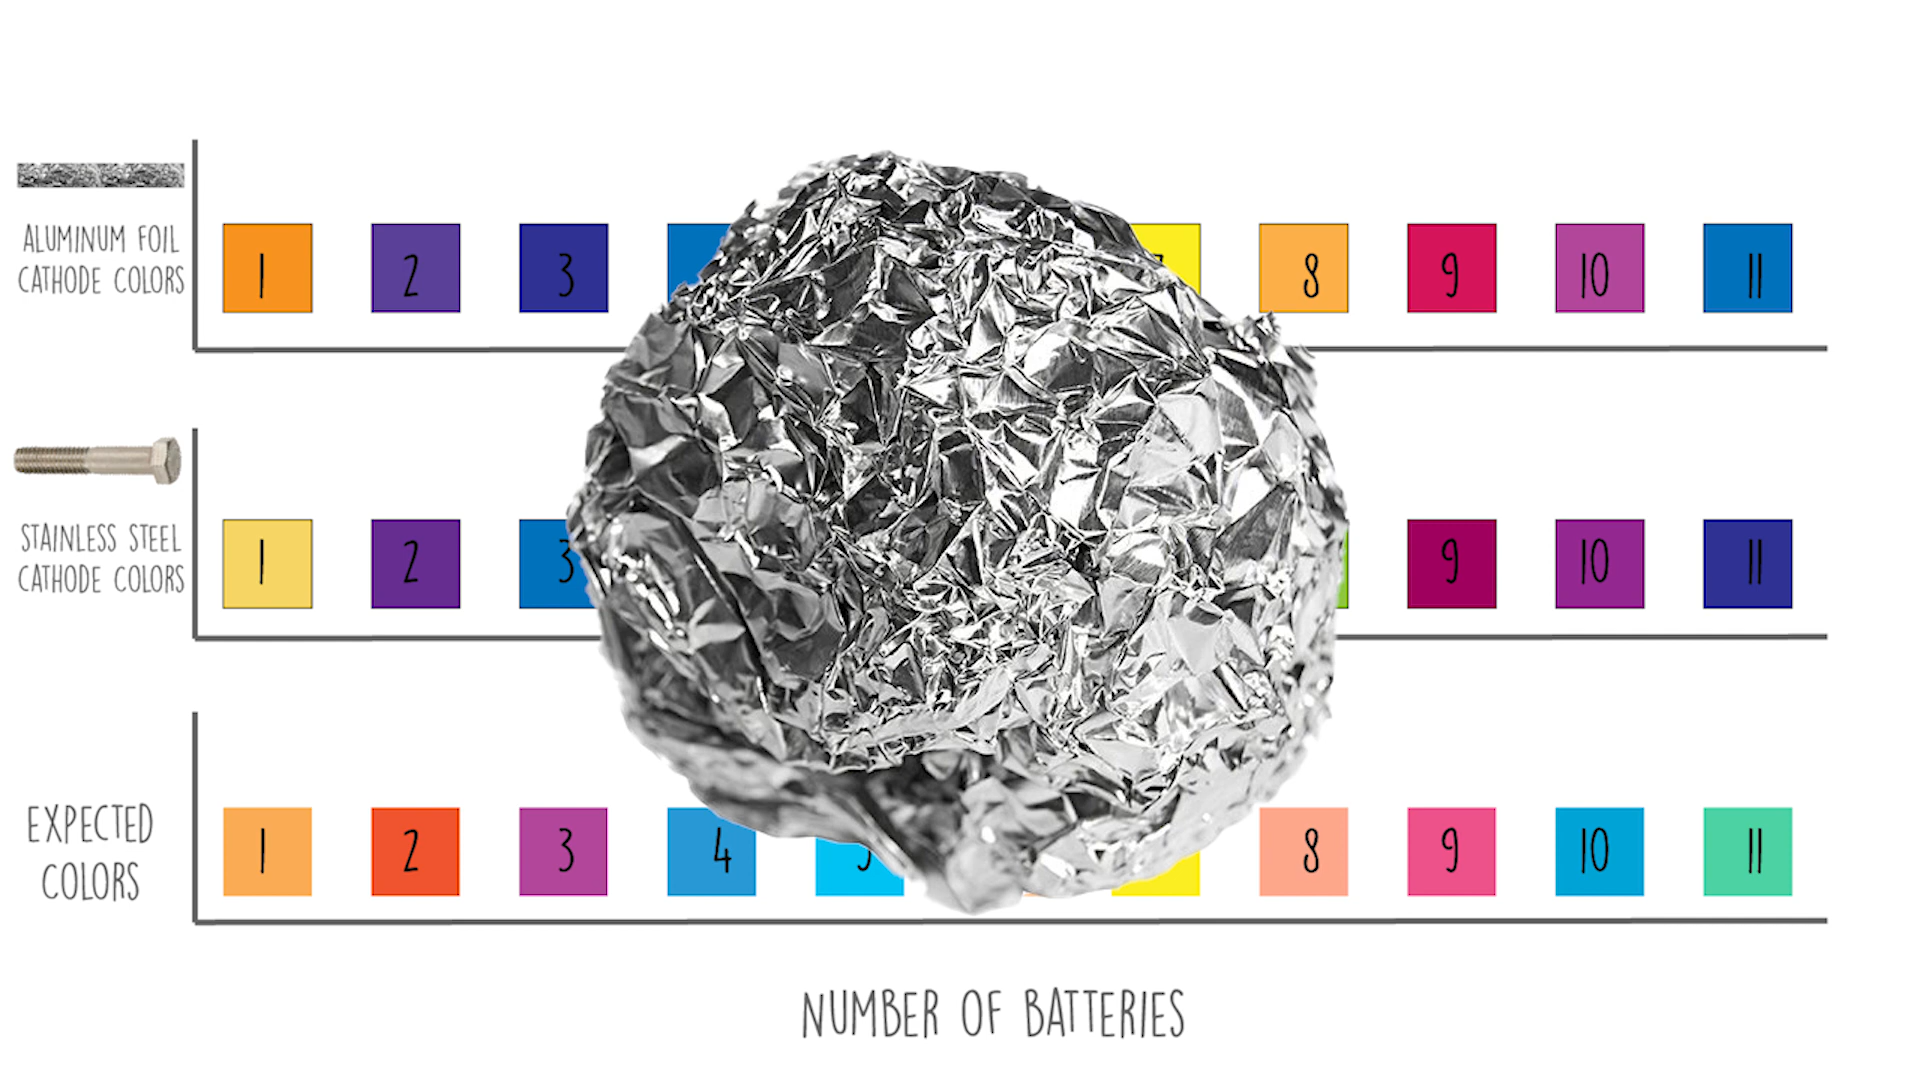 ALUMINUM FOIL
CATHODE COLORS
1 2 3 8 9 10 11
STAINLESS STEEL
CATHODE COLORS
1 2 3 9 10 11
EXPECTED
COLORS
1 2 3 4 8 9 10 11
NUMBER OF BATTERIES